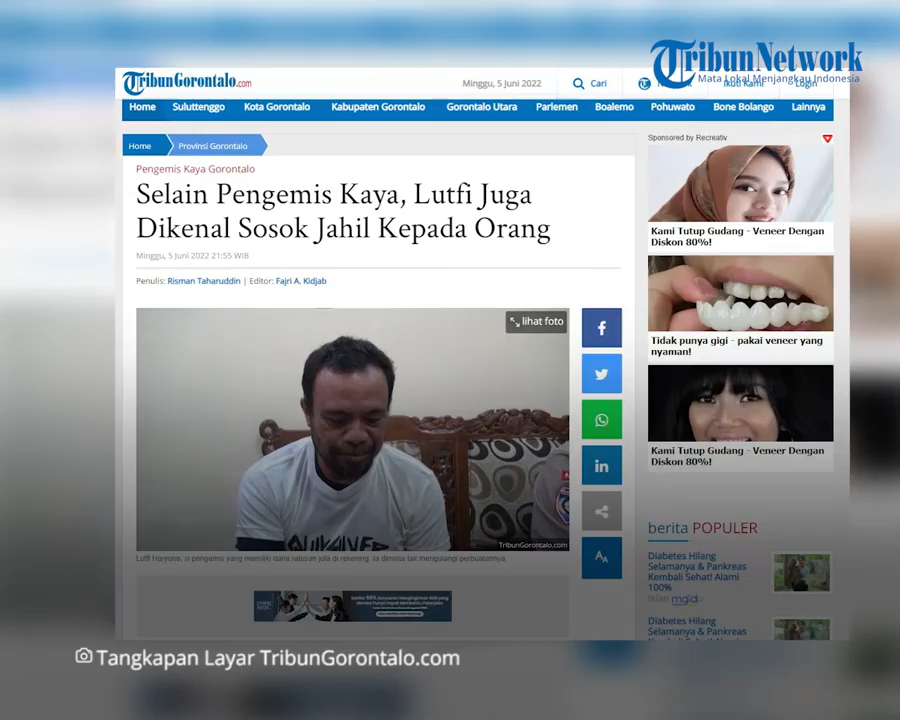 TribunNetwork
Mata Lokal Menjangkau Indonesia
TribunGorontalo.com
Minggu, 5 Juni 2022
Cari
Ikuti Kami
Login
Home
Suluttenggo
Kota Gorontalo
Kabupaten Gorontalo
Gorontalo Utara
Parlemen
Boalemo
Pohuwato
Bone Bolango
Lainnya
Home
Provinsi Gorontalo
Pengemis Kaya Gorontalo
Selain Pengemis Kaya, Lutfi Juga
Dikenal Sosok Jahil Kepada Orang
Minggu, 5 Juni 2022 21:55 WIB
Penulis: Risman Taharuddin | Editor: Fajri A. Kidjab
lihat foto
QUIKSILVER
TribunGorontalo.com
Lutfi Haryono, si pengemis yang memiliki dana ratusan juta di rekening. Ia diminta tak mengulangi perbuatannya.
Sponsored by Recreativ
Kami Tutup Gudang - Veneer Dengan
Diskon 80%!
Tidak punya gigi - pakai veneer yang
nyaman!
Kami Tutup Gudang - Veneer Dengan
Diskon 80%!
berita POPULER
Diabetes Hilang
Selamanya & Pankreas
Kembali Sehat! Alami
100%
Iklan mgid
Diabetes Hilang
Selamanya & Pankreas
Tangkapan Layar TribunGorontalo.com